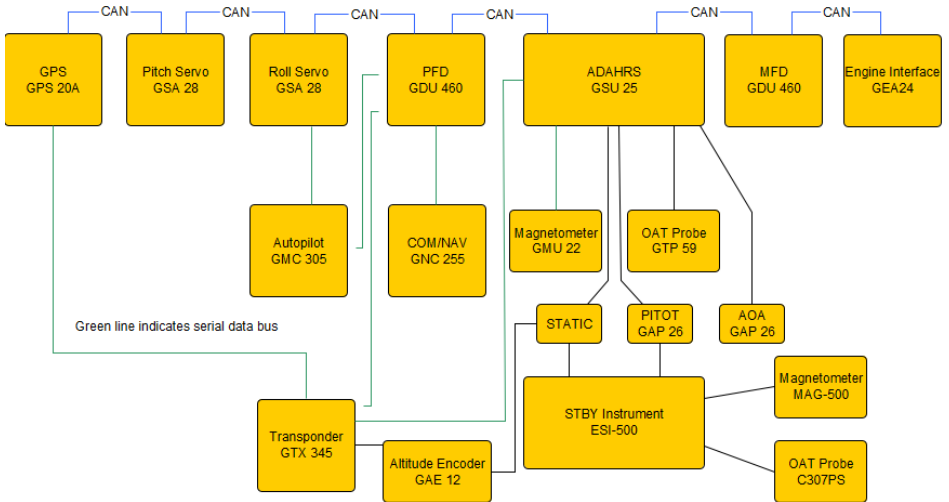 CAN
CAN
CAN
CAN
CAN
CAN
GPS
GPS 20A
Pitch Servo
GSA 28
Roll Servo
GSA 28
PFD
GDU 460
ADAHRS
GSU 25
MFD
GDU 460
Engine Interface
GEA24
Autopilot
GMC 305
COM/NAV
GNC 255
Magnetometer
GMU 22
OAT Probe
GTP 59
Green line indicates serial data bus
STATIC
PITOT
GAP 26
AOA
GAP 26
Transponder
GTX 345
Altitude Encoder
GAE 12
STBY Instrument
ESI-500
Magnetometer
MAG-500
OAT Probe
C307PS